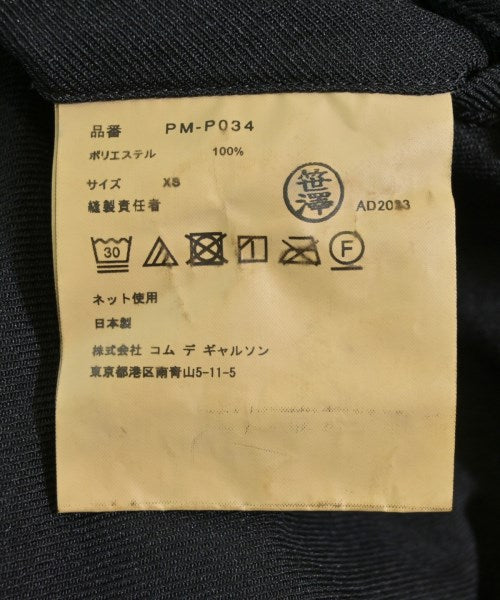 品番 PM-P034
ポリエステル 100%
サイズ XS
縫製責任者 笹澤 AD2023
30 F
ネット使用
日本製
株式会社 コム デ ギャルソン
東京都港区南青山5-11-5